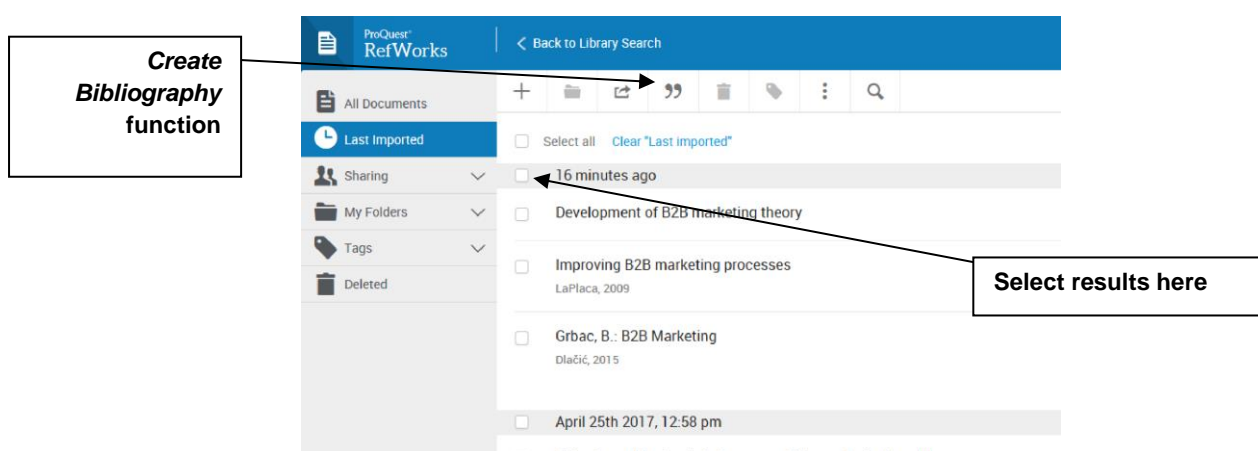 Create
Bibliography
function
ProQuest®
RefWorks
Back to Library Search
All Documents
Last Imported
Sharing
My Folders
Tags
Deleted
Select all Clear "Last imported"
16 minutes ago
Development of B2B marketing theory
Improving B2B marketing processes
LaPlaca, 2009
Grbac, B.: B2B Marketing
Dlačić, 2015
April 25th 2017, 12:58 pm
Select results here